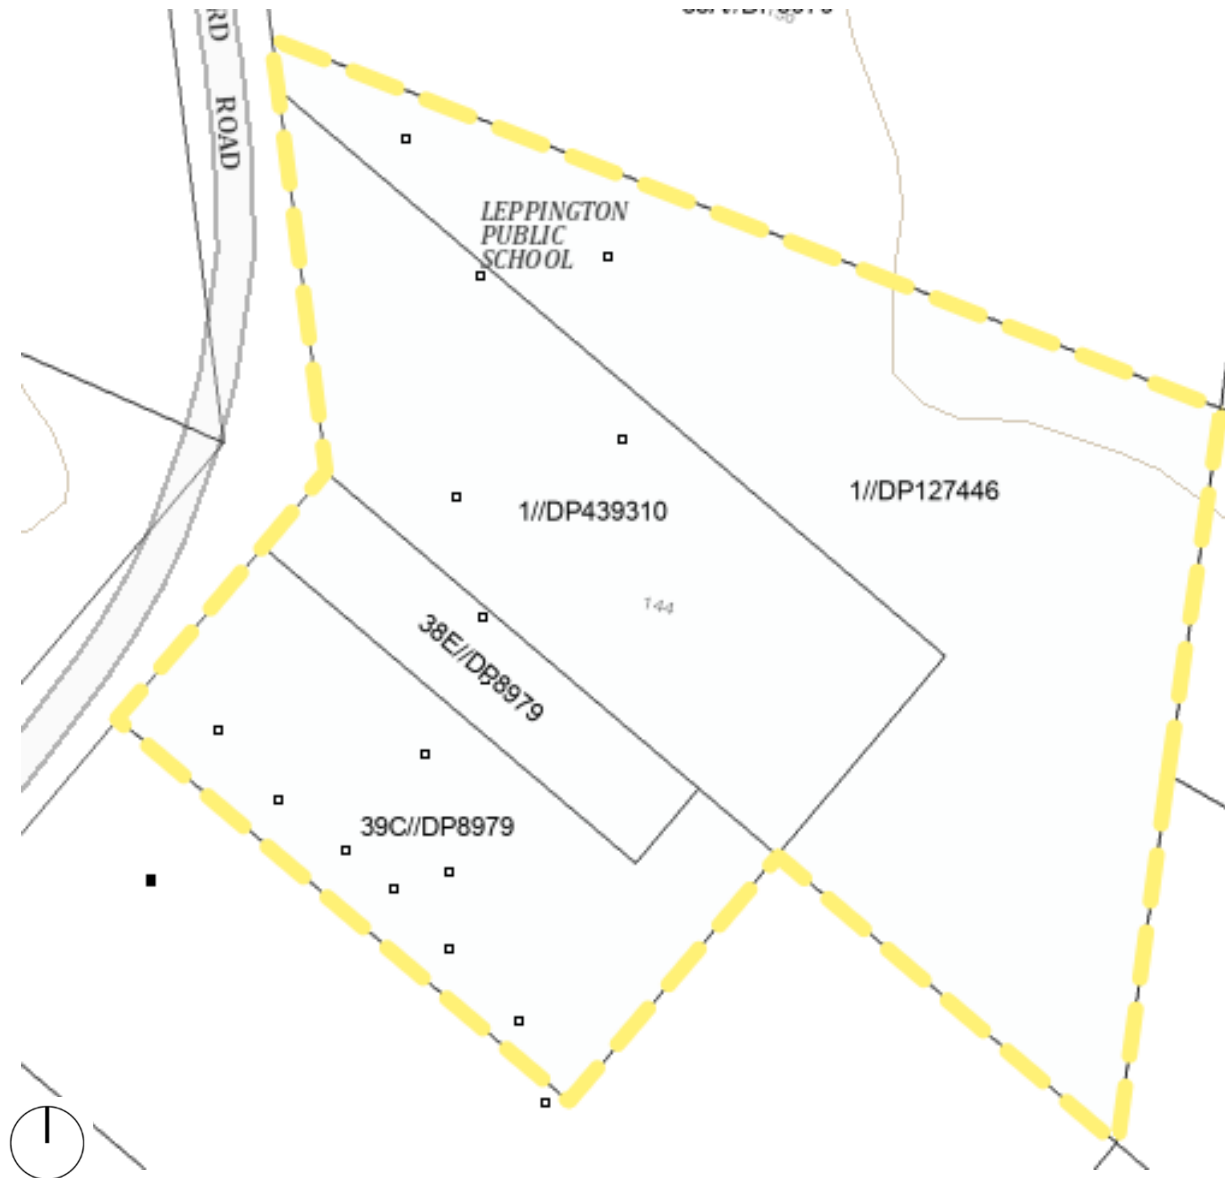 RD
ROAD
LEPPINGTON
PUBLIC
SCHOOL
1//DP127446
1//DP439310
144
38E//DP8979
39C//DP8979